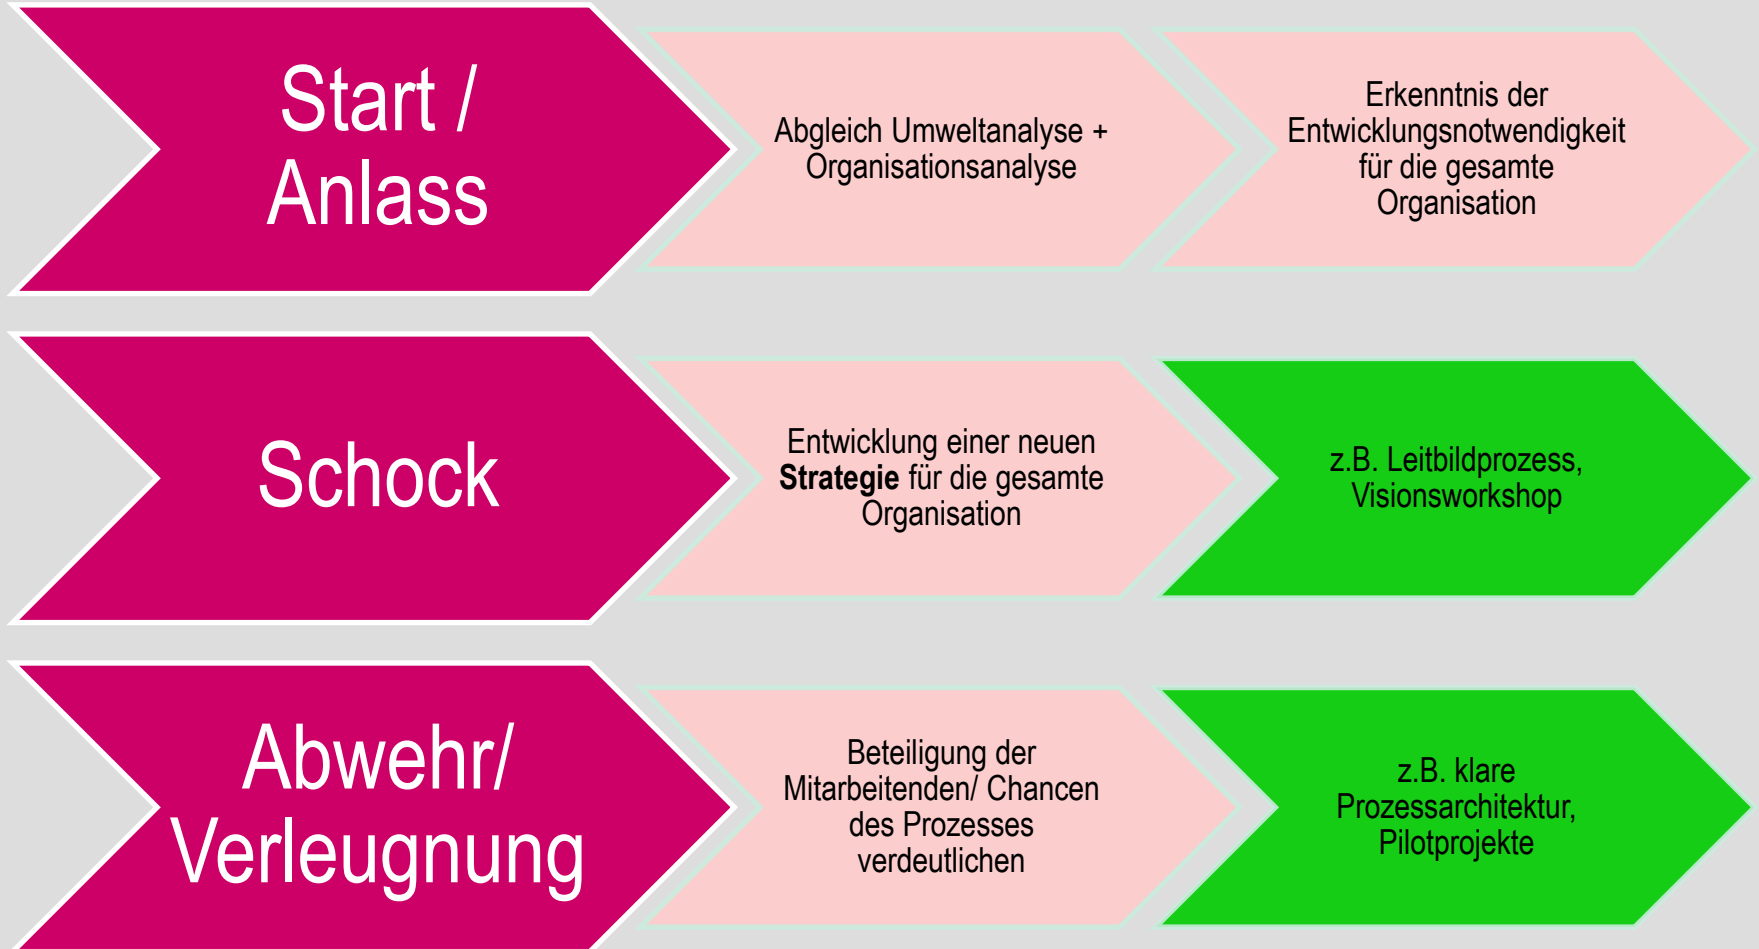 Start /
Anlass
Abgleich Umweltanalyse +
Organisationsanalyse
Erkenntnis der
Entwicklungsnotwendigkeit
für die gesamte
Organisation
Schock
Entwicklung einer neuen
Strategie für die gesamte
Organisation
z.B. Leitbildprozess,
Visionsworkshop
Abwehr/
Verleugnung
Beteiligung der
Mitarbeitenden/ Chancen
des Prozesses
verdeutlichen
z.B. klare
Prozessarchitektur,
Pilotprojekte